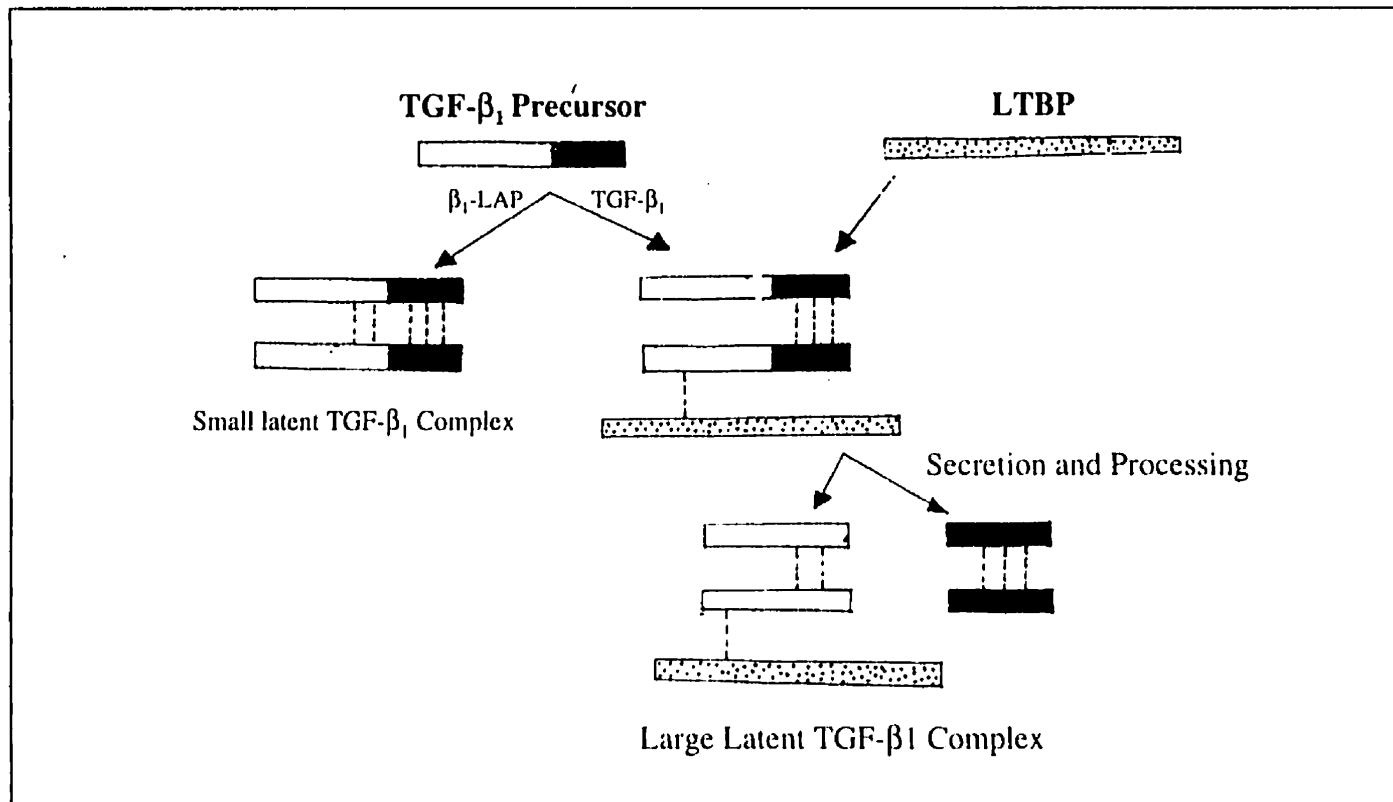 TGF-β₁ Precursor
LTBP
β₁-LAP
TGF-β₁
Small latent TGF-β₁ Complex
Secretion and Processing
Large Latent TGF-β1 Complex